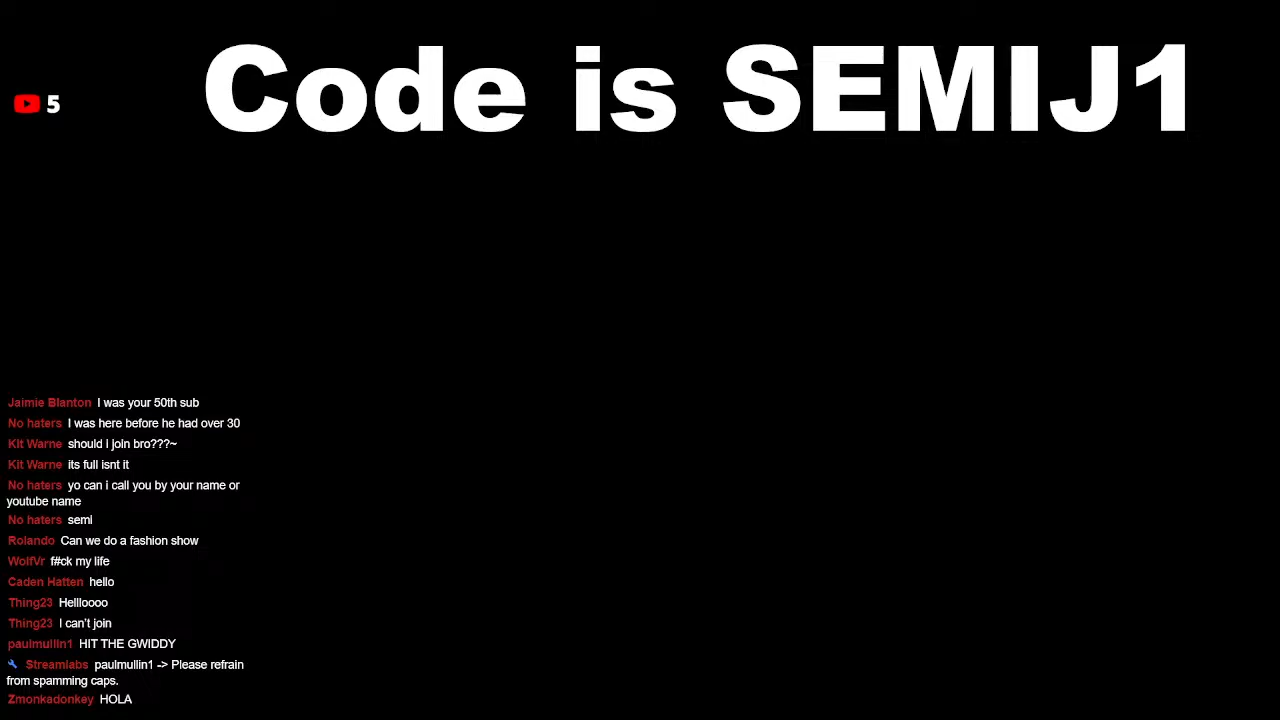 Code is SEMIJ1
5
Jaimie Blanton I was your 50th sub
No haters I was here before he had over 30
Kit Warne should i join bro???~
Kit Warne its full isnt it
No haters yo can i call you by your name or
youtube name
No haters semi
Rolando Can we do a fashion show
WolfVr f#ck my life
Caden Hatten hello
Thing23 Hellloooo
Thing23 I can't join
paulmullin1 HIT THE GWIDDY
Streamlabs paulmullin1 -> Please refrain
from spamming caps.
Zmonkadonkey HOLA